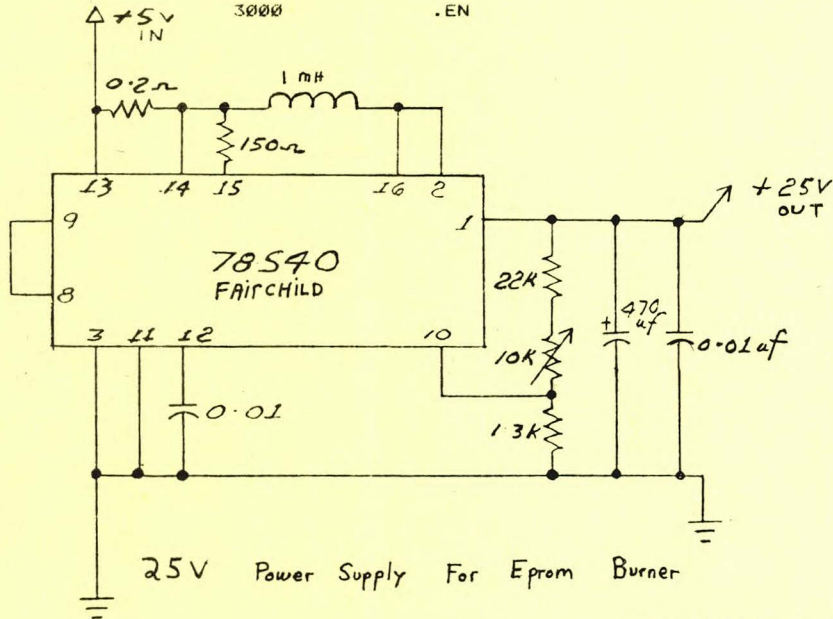 +5v 3000 .EN
IN
0.2Ω 1 mH
150Ω
13 14 15 16 2
9 1 +25V
OUT
78S40
FAIRCHILD
8
22K
470
uf
3 11 12 10 10K 0.01uf
0.01
1.3K
25V Power Supply For Eprom Burner